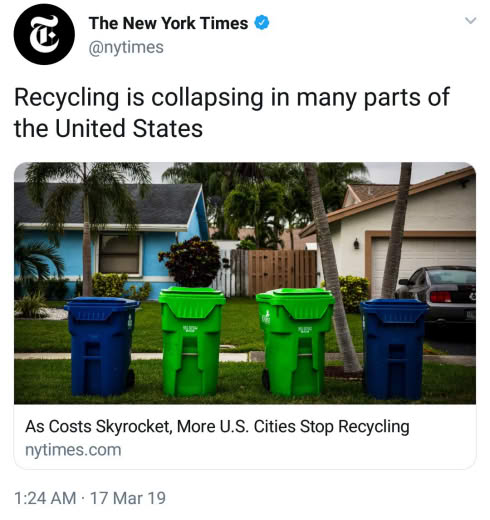 The New York Times
@nytimes
Recycling is collapsing in many parts of
the United States
As Costs Skyrocket, More U.S. Cities Stop Recycling
nytimes.com
1:24 AM · 17 Mar 19